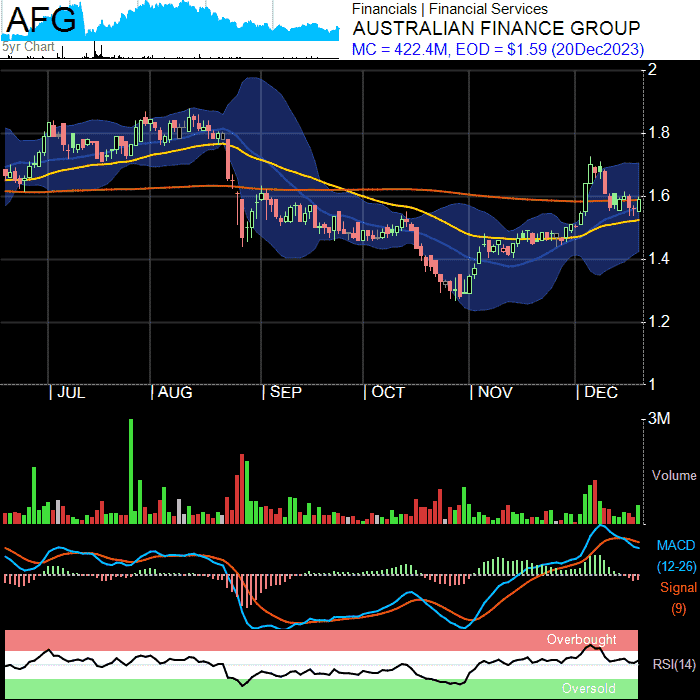 AFG
5yr Chart
Financials | Financial Services
AUSTRALIAN FINANCE GROUP
MC = 422.4M, EOD = $1.59 (20Dec2023)
2
1.8
1.6
1.4
1.2
1
| JUL | AUG | SEP | OCT | NOV | DEC
3M
Volume
MACD
(12-26)
Signal
(9)
Overbought
RSI(14)
Oversold